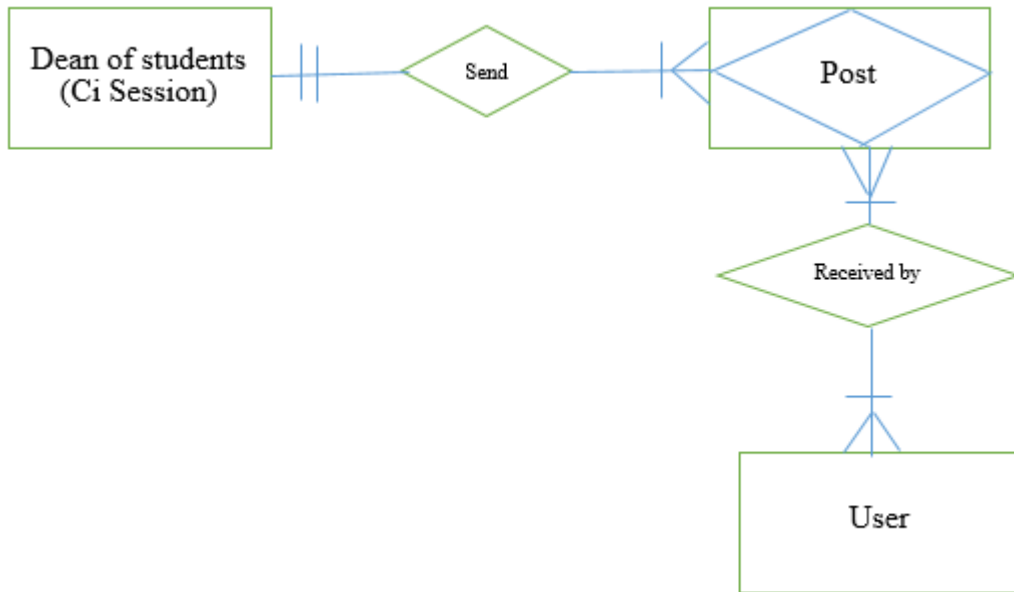 Dean of students
(Ci Session)
Send
Post
Received by
User